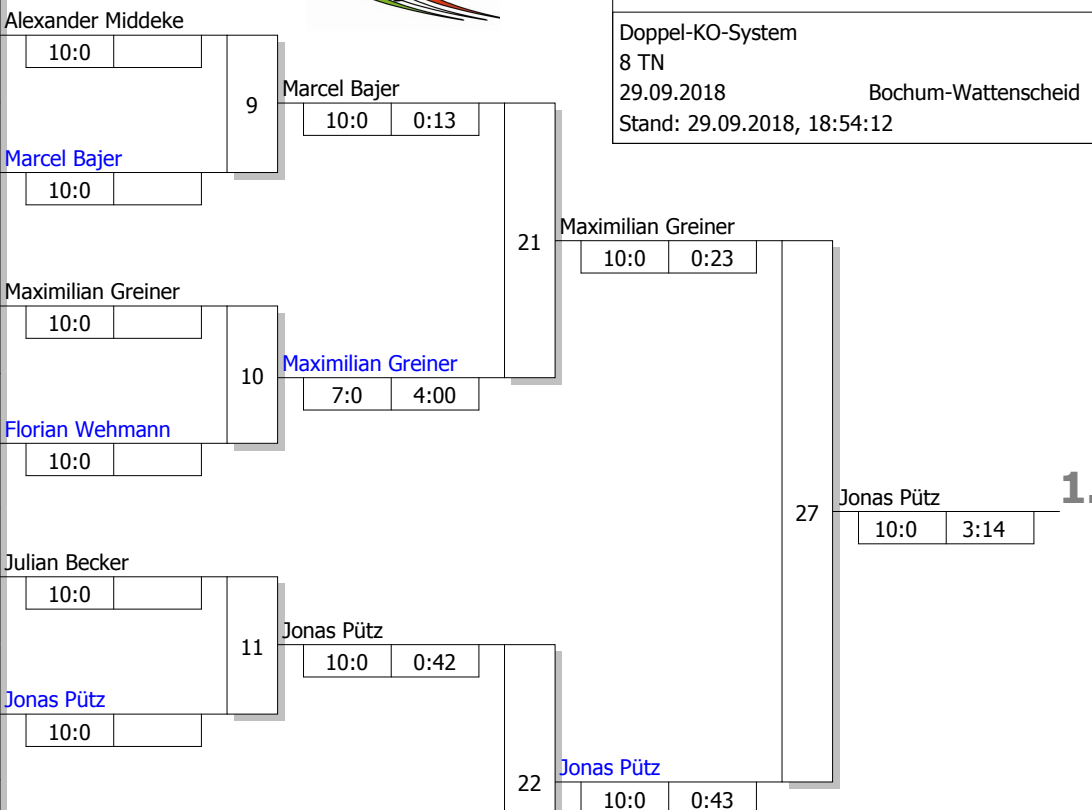 Alexander Middeke
10:0
9
Marcel Bajer
10:0 0:13
Marcel Bajer
10:0
Doppel-KO-System
8 TN
29.09.2018 Bochum-Wattenscheid
Stand: 29.09.2018, 18:54:12
21
Maximilian Greiner
10:0 0:23
Maximilian Greiner
10:0
10
Maximilian Greiner
7:0 4:00
Florian Wehmann
10:0
27
Jonas Pütz
10:0 3:14
1.
Julian Becker
10:0
11
Jonas Pütz
10:0 0:42
Jonas Pütz
10:0
22
Jonas Pütz
10:0 0:43